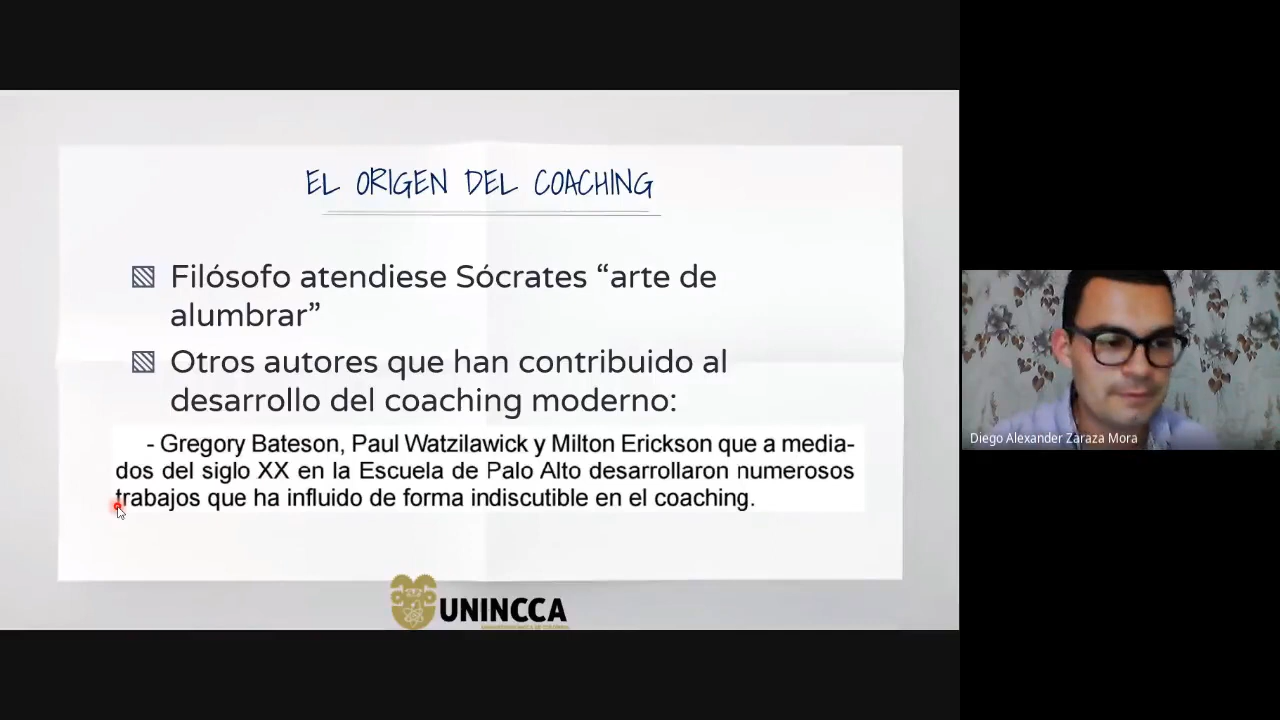 EL ORIGEN DEL COACHING
Filósofo atendiese Sócrates “arte de
alumbrar”
Otros autores que han contribuido al
desarrollo del coaching moderno:
- Gregory Bateson, Paul Watzilawick y Milton Erickson que a media-
dos del siglo XX en la Escuela de Palo Alto desarrollaron numerosos
trabajos que ha influido de forma indiscutible en el coaching.
UNINCCA
Diego Alexander Zaraza Mora